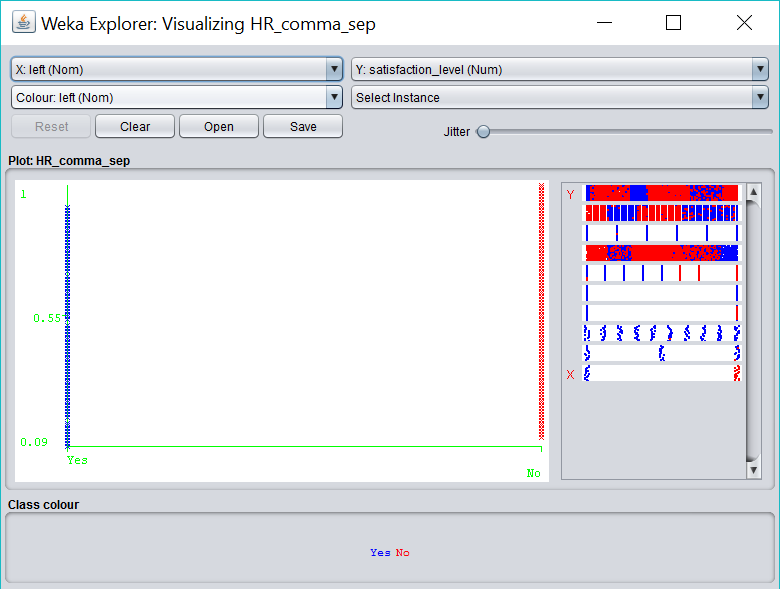 Weka Explorer: Visualizing HR_comma_sep
X: left (Nom) Y: satisfaction_level (Num)
Colour: left (Nom) Select Instance
Reset Clear Open Save Jitter
Plot: HR_comma_sep
1
0.55
0.09
Yes
No
Y
X
Class colour
Yes No